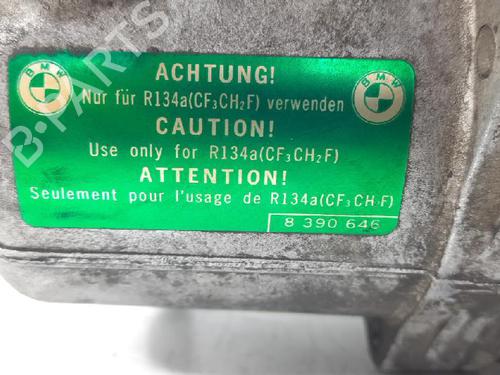 BMW
BMW
ACHTUNG!
Nur für R134a(CF₃CH₂F) verwenden
CAUTION!
Use only for R134a(CF₃CH₂F)
ATTENTION!
Seulement pour l'usage de R134a(CF₃CH F)
8 390 646
B-PARTS